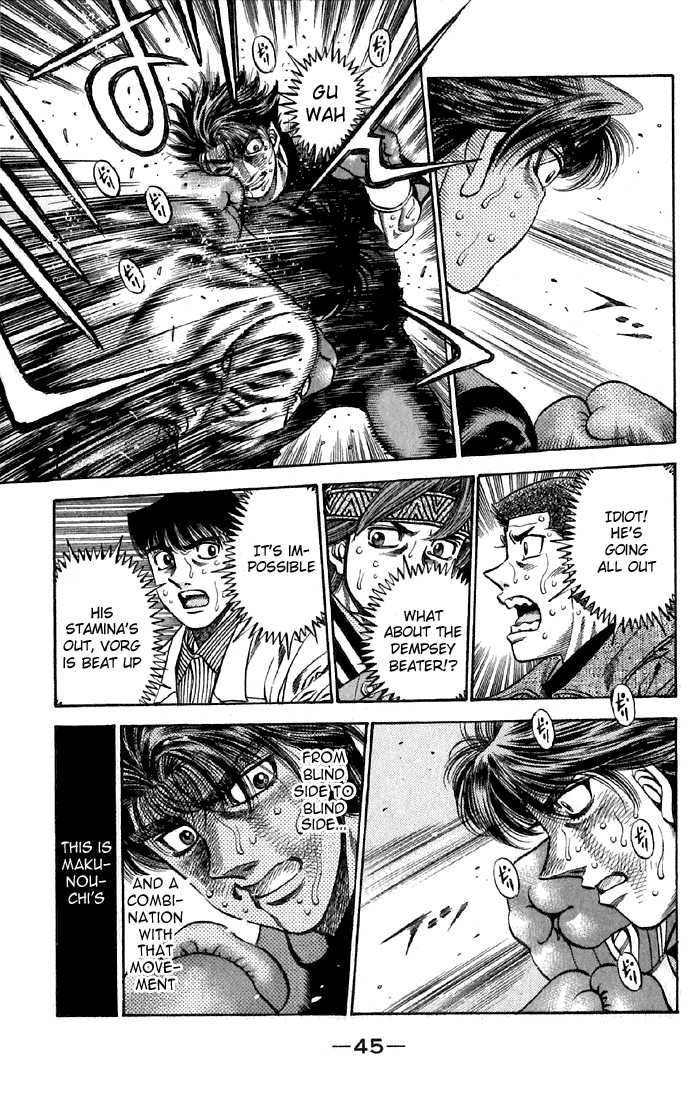 GU
WAH
IDIOT!
HE'S
GOING
ALL OUT
WHAT
ABOUT THE
DEMPSEY
BEATER!?
IT'S IM-
POSSIBLE
HIS
STAMINA'S
OUT, VORG
IS BEAT UP
FROM
BLIND
SIDE TO
BLIND
SIDE...
AND A
COMBI-
NATION
WITH
THAT
MOVE-
MENT
THIS IS
MAKU-
NOU-
CHI'S
—45—